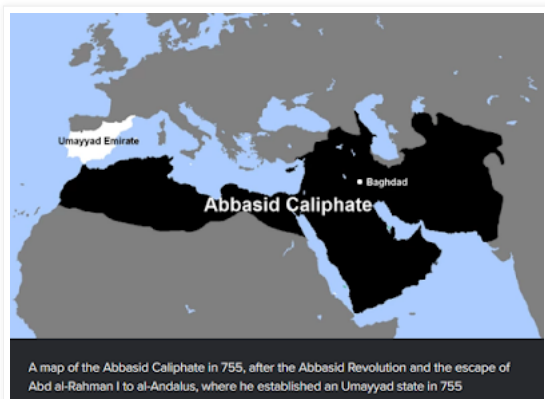 Umayyad Emirate
Baghdad
Abbasid Caliphate
A map of the Abbasid Caliphate in 755, after the Abbasid Revolution and the escape of
Abd al-Rahman I to al-Andalus, where he established an Umayyad state in 755